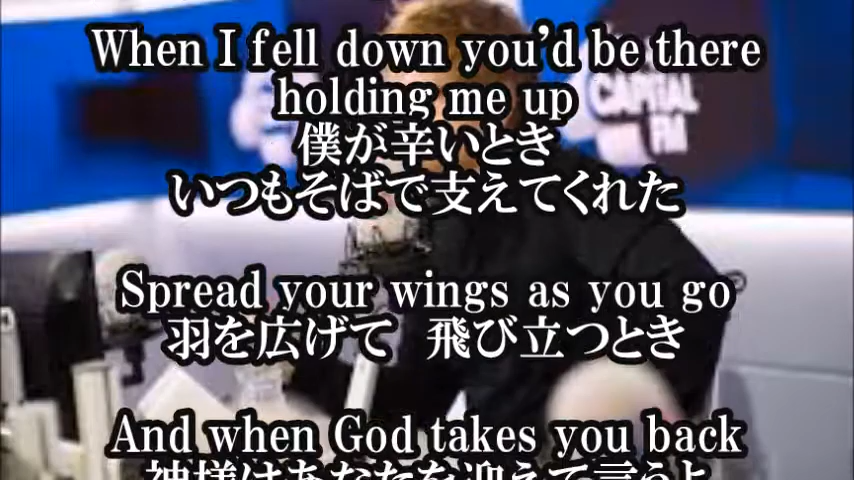 When I fell down you'd be there
holding me up
CAPITAL
FM
僕が辛いとき
いつもそばで支えてくれた
Spread your wings as you go
羽を広げて　飛び立つとき
And when God takes you back
神様はあなたを迎えて言うよ